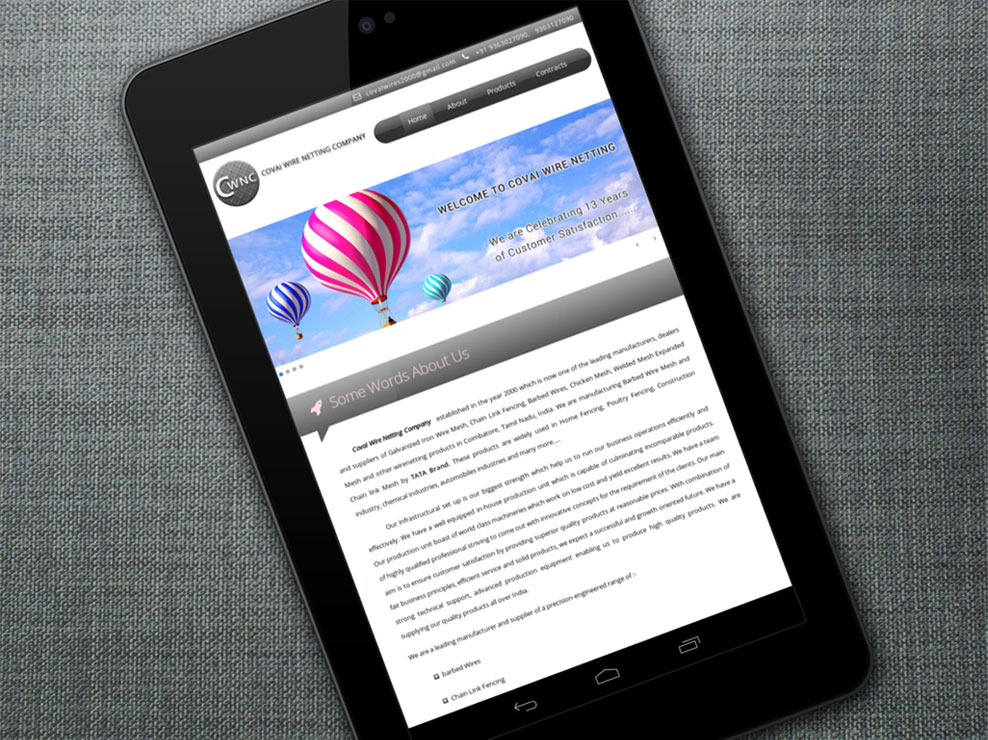 covaiwires2000@gmail.com +91 9363027090, 9363127090
CWNC COVAI WIRE NETTING COMPANY
Home About Products Contracts
WELCOME TO COVAI WIRE NETTING
We are Celebrating 13 Years
of Customer Satisfaction......
Some Words About Us
Covai Wire Netting Company established in the year 2000 which is now one of the leading manufacturers, dealers
and suppliers of Galvanized Iron Wire Mesh, Chain Link Fencing, Barbed Wires, Chicken Mesh, Welded Mesh Expanded
Mesh and other wirenetting products in Coimbatore, Tamil Nadu, India. We are manufacturing Barbed Wire Mesh and
Chain link Mesh by TATA Brand. These products are widely used in Home Fencing, Poultry Fencing, Construction
industry, chemical industries, automobiles industries and many more....
Our infrastructural set up is our biggest strength which help us to run our business operations efficiently and
effectively. We have a well equipped in-house production unit which is capable of culminating incomparable products.
Our production unit boast of world class machineries which work on low cost and yield excellent results. We have a team
of highly qualified professional striving to come out with innovative concepts for the requirement of the clients. Our main
aim is to ensure customer satisfaction by providing superior quality products at reasonable prices. With combination of
fair business principles, efficient service and solid products, we expect a successful and growth oriented future. We have a
strong technical support, advanced production equipment enabling us to produce high quality products. We are
supplying our quality products all over India.
We are a leading manufacturer and supplier of a precision-engineered range of :-
barbed Wires
Chain Link Fencing